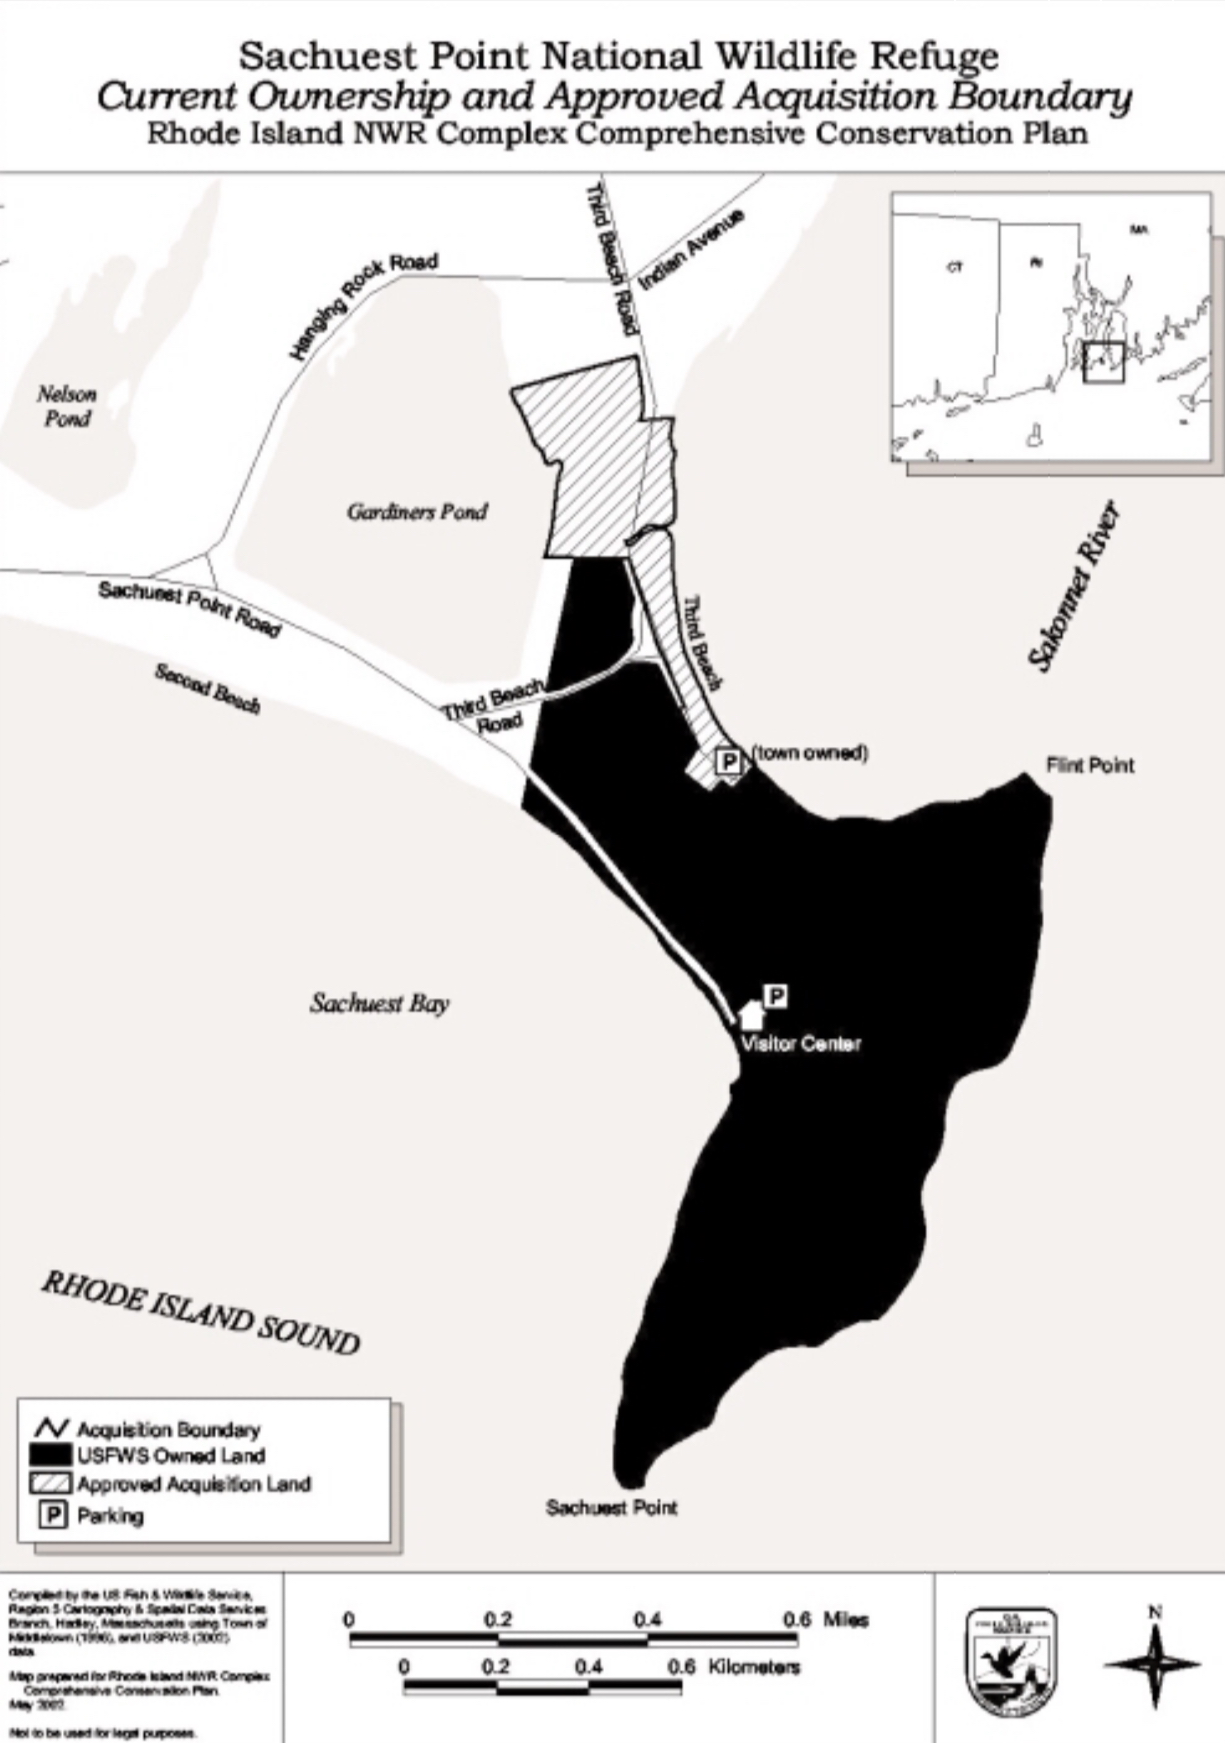 Sachuest Point National Wildlife Refuge
Current Ownership and Approved Acquisition Boundary
Rhode Island NWR Complex Comprehensive Conservation Plan
Third Beach Road
Indian Avenue
Hanging Rock Road
MA
CT
RI
Nelson
Pond
Gardiners Pond
Sakonnet River
Sachuest Point Road
Second Beach
Third Beach
Third Beach
Road
P (town owned)
Flint Point
P
Visitor Center
Sachuest Bay
RHODE ISLAND SOUND
Acquisition Boundary
USFWS Owned Land
Approved Acquisition Land
P Parking
Sachuest Point
Compiled by the US Fish & Wildlife Service,
Region 5 Cartography & Spatial Data Services
Branch, Hadley, Massachusetts using Town of
Middletown (1996), and USFWS (2002)
data.
Map prepared for Rhode Island NWR Complex
Comprehensive Conservation Plan.
May 2002.
Not to be used for legal purposes.
0 0.2 0.4 0.6 Miles
0 0.2 0.4 0.6 Kilometers
N